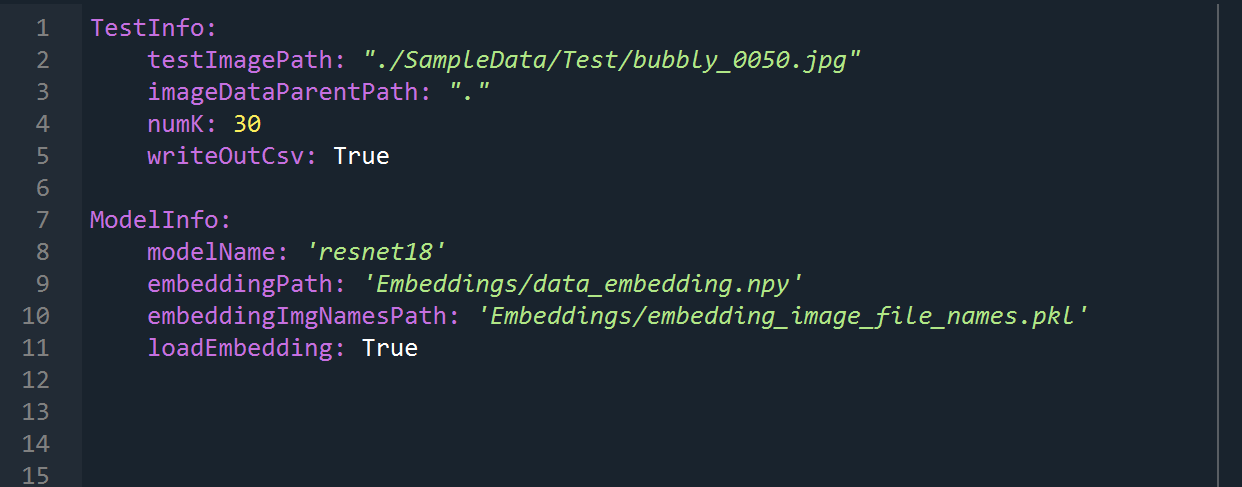 1 TestInfo:
2     testImagePath: "./SampleData/Test/bubbly_0050.jpg"
3     imageDataParentPath: "."
4     numK: 30
5     writeOutCsv: True
6
7 ModelInfo:
8     modelName: 'resnet18'
9     embeddingPath: 'Embeddings/data_embedding.npy'
10     embeddingImgNamesPath: 'Embeddings/embedding_image_file_names.pkl'
11     loadEmbedding: True
12
13
14
15